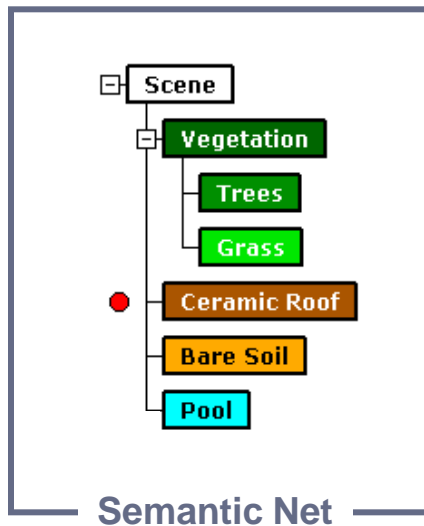 Scene
Vegetation
Trees
Grass
Ceramic Roof
Bare Soil
Pool
Semantic Net